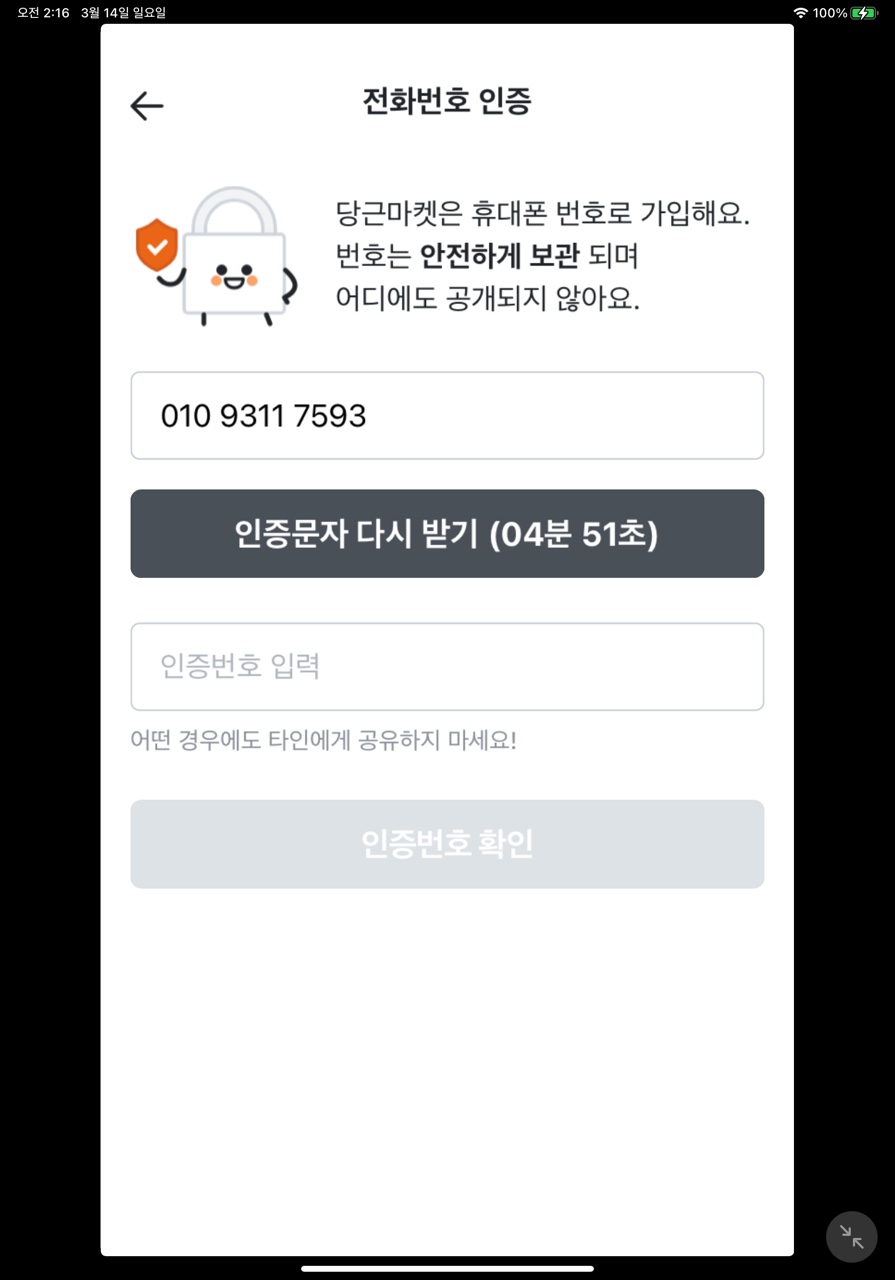 오전 2:16 3월 14일 일요일
100%
전화번호 인증
당근마켓은 휴대폰 번호로 가입해요.
번호는 안전하게 보관 되며
어디에도 공개되지 않아요.
010 9311 7593
인증문자 다시 받기 (04분 51초)
인증번호 입력
어떤 경우에도 타인에게 공유하지 마세요!
인증번호 확인